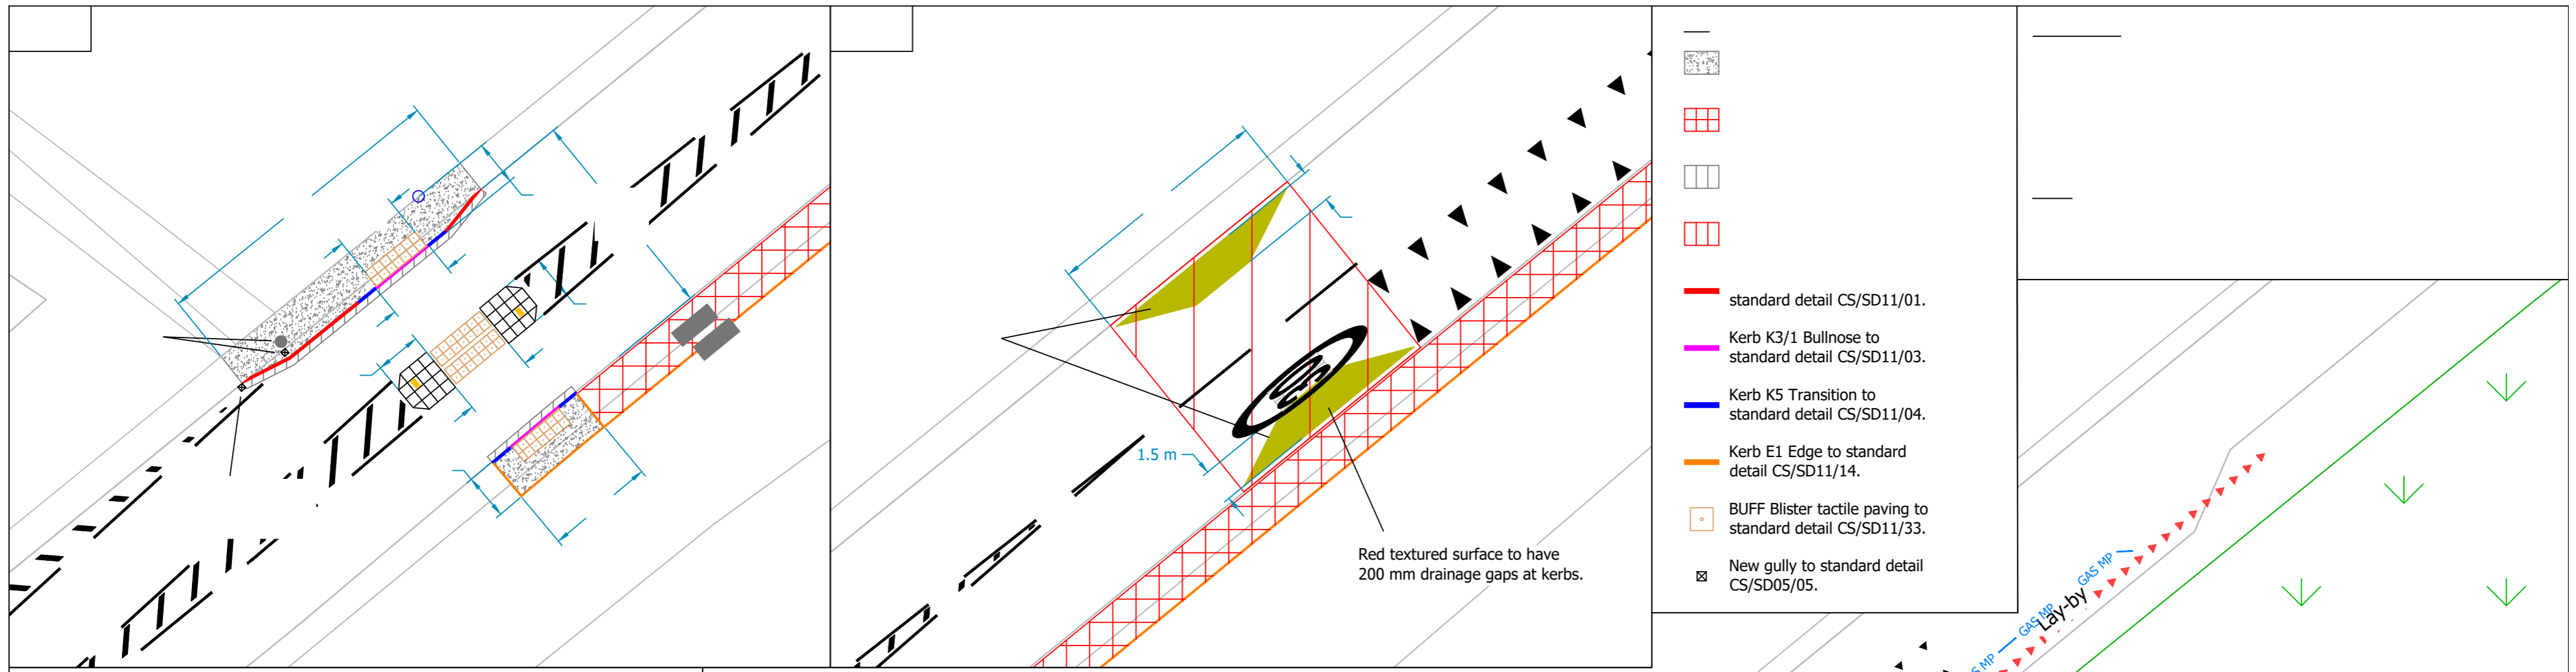 1.5 m
Red textured surface to have
200 mm drainage gaps at kerbs.
standard detail CS/SD11/01.
Kerb K3/1 Bullnose to
standard detail CS/SD11/03.
Kerb K5 Transition to
standard detail CS/SD11/04.
Kerb E1 Edge to standard
detail CS/SD11/14.
BUFF Blister tactile paving to
standard detail CS/SD11/33.
New gully to standard detail
CS/SD05/05.
GAS MP
Lay-by
GAS MP
S MP